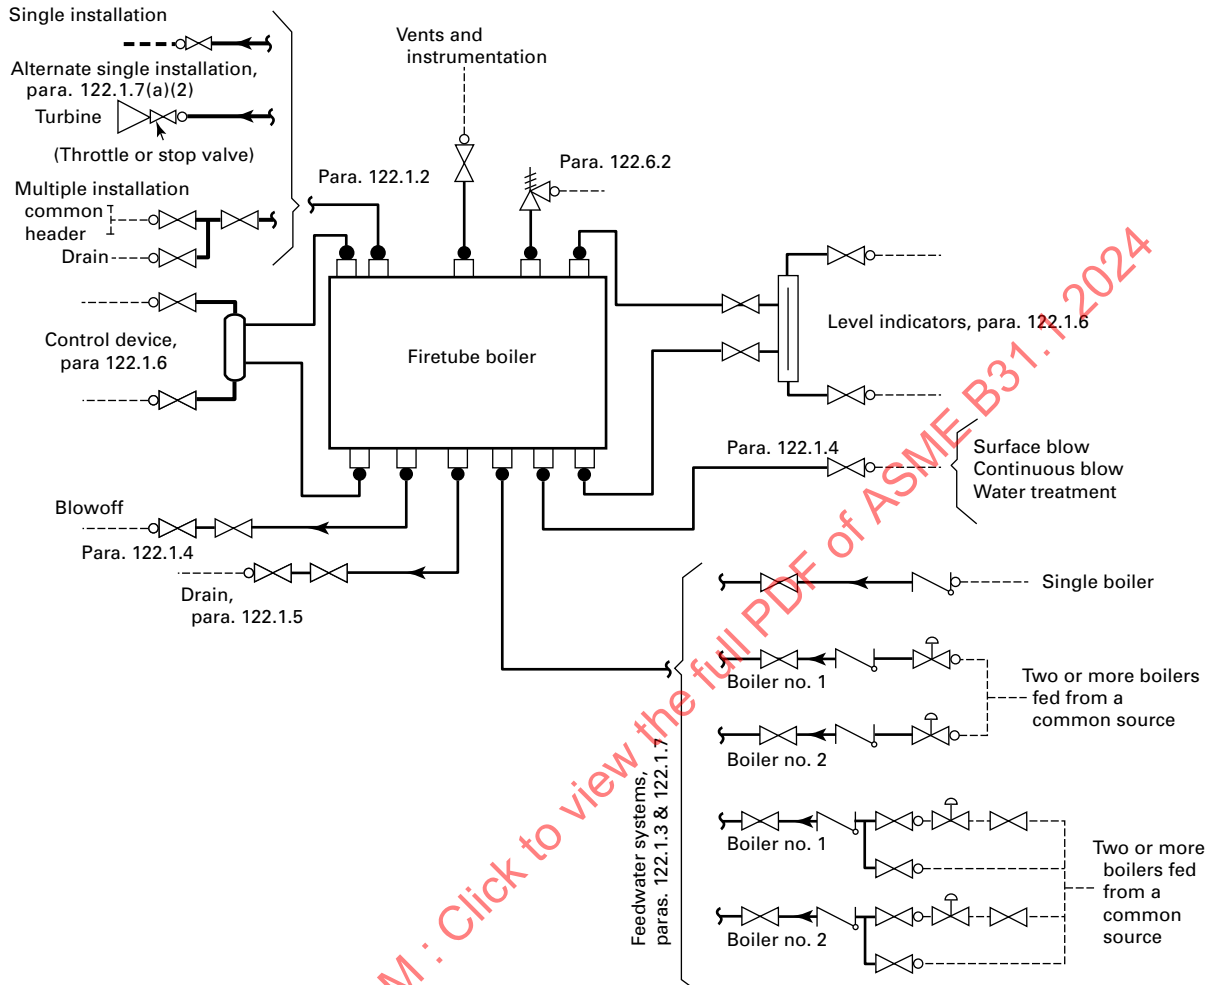 Single installation
Alternate single installation,
para. 122.1.7(a)(2)
Turbine
(Throttle or stop valve)
Multiple installation
common
header
Drain
Control device,
para 122.1.6
Para. 122.1.2
Vents and
instrumentation
Para. 122.6.2
Firetube boiler
Level indicators, para. 122.1.6
Para. 122.1.4
Surface blow
Continuous blow
Water treatment
Blowoff
Para. 122.1.4
Drain,
para. 122.1.5
Feedwater systems,
paras. 122.1.3 & 122.1.7
Single boiler
Boiler no. 1
Boiler no. 2
Two or more boilers
fed from a
common source
Boiler no. 1
Boiler no. 2
Two or more
boilers fed
from a
common
source
M : Click to view the full PDF of ASME B31.1 2024